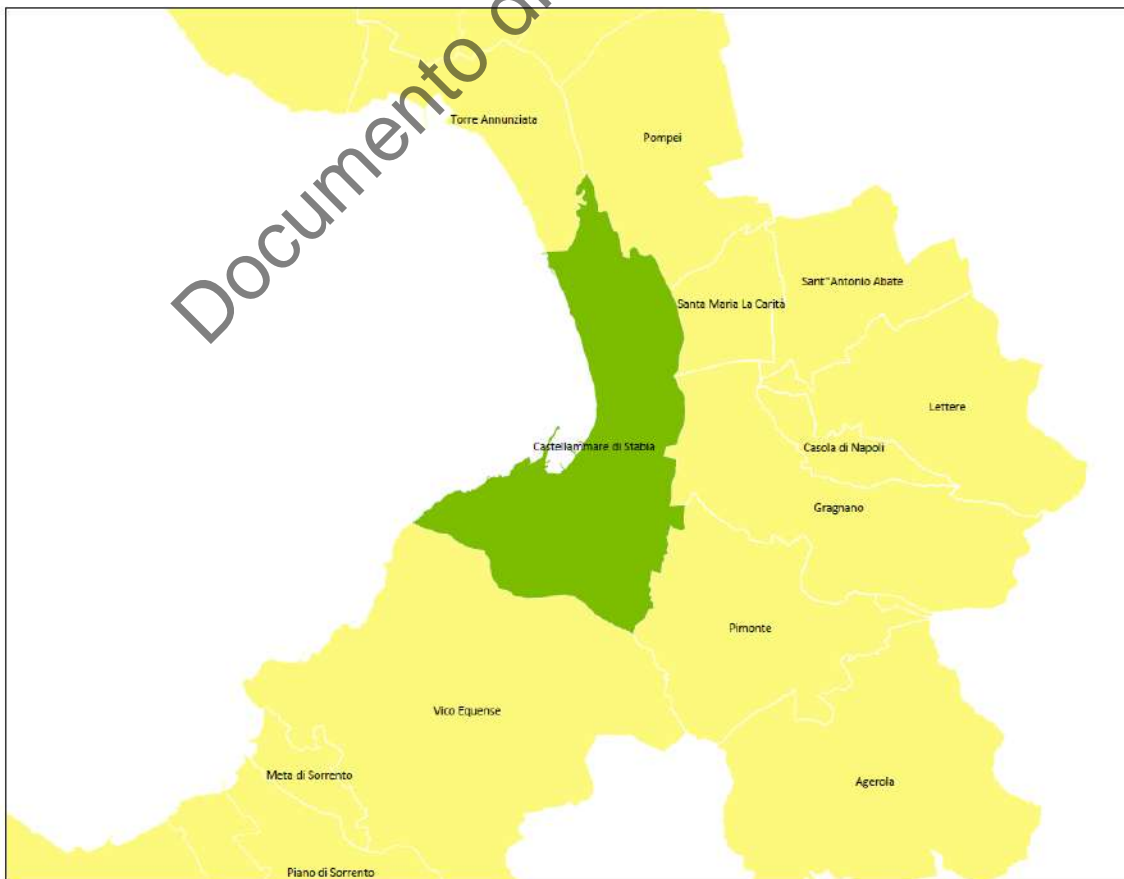 Documento di
Torre Annunziata
Pompei
Sant"Antonio Abate
Santa Maria La Carità
Lettere
Castellammare di Stabia
Casola di Napoli
Gragnano
Pimonte
Vico Equense
Meta di Sorrento
Agerola
Piano di Sorrento